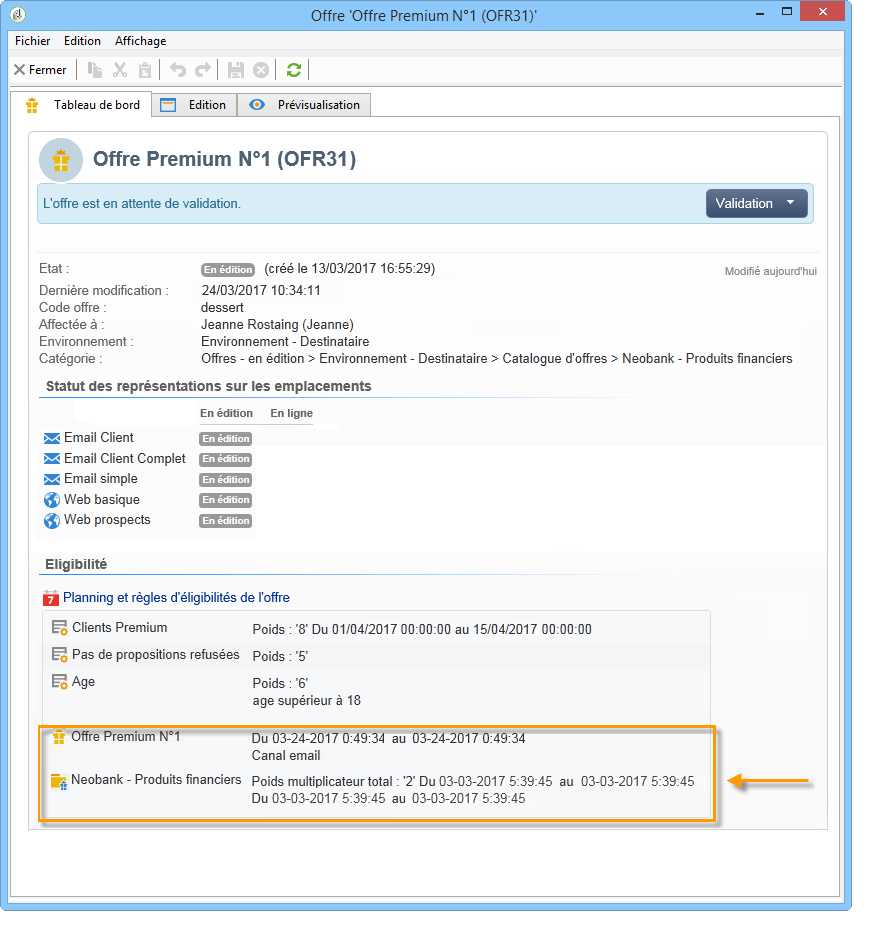 Offre 'Offre Premium N°1 (OFR31)'
Fichier Edition Affichage
Fermer
Tableau de bord Edition Prévisualisation
Offre Premium N°1 (OFR31)
L'offre est en attente de validation. Validation
Etat : En édition (créé le 13/03/2017 16:55:29) Modifié aujourd'hui
Dernière modification : 24/03/2017 10:34:11
Code offre : dessert
Affectée à : Jeanne Rostaing (Jeanne)
Environnement : Environnement - Destinataire
Catégorie : Offres - en édition > Environnement - Destinataire > Catalogue d'offres > Neobank - Produits financiers
Statut des représentations sur les emplacements
En édition En ligne
Email Client En édition
Email Client Complet En édition
Email simple En édition
Web basique En édition
Web prospects En édition
Eligibilité
7 Planning et règles d'éligibilités de l'offre
Clients Premium Poids : '8' Du 01/04/2017 00:00:00 au 15/04/2017 00:00:00
Pas de propositions refusées Poids : '5'
Age Poids : '6'
age supérieur à 18
Offre Premium N°1 Du 03-24-2017 0:49:34 au 03-24-2017 0:49:34
Canal email
Neobank - Produits financiers Poids multiplicateur total : '2' Du 03-03-2017 5:39:45 au 03-03-2017 5:39:45
Du 03-03-2017 5:39:45 au 03-03-2017 5:39:45